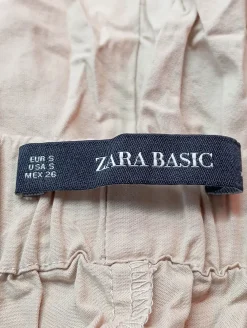 EUR S
USA S
MEX 26
ZARA BASIC